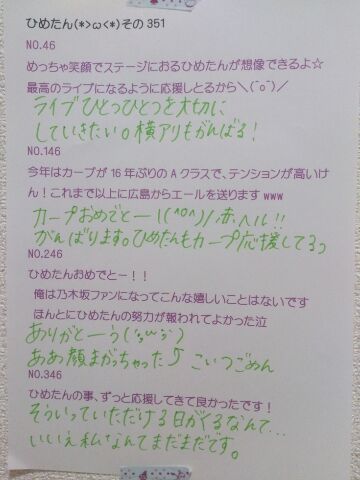 ひめたん(*>ω<*)その 351
NO.46
めっちゃ笑顔でステージにおるひめたんが想像できるよ☆
最高のライブになるように応援しとるから＼(^o^)／
ライブひとつひとつを大切に
していきたい。横アリもがんばる!
NO.146
今年はカープが 16 年ぶりの A クラスで、テンションが高いけ
ん！これまで以上に広島からエールを送ります www
カープおめでとー!(^o^)/赤ヘル!!
がんばります。ひめたんもカープ応援してるっ
NO.246
ひめたんおめでとー！！
俺は乃木坂ファンになってこんな嬉しいことはないです
ほんとにひめたんの努力が報われてよかった泣
ありがとーう
ああ顔まがっちゃった こいつごめん
NO.346
ひめたんの事、ずっと応援してきて良かったです！
そういっていただける日がくるなんて...
いいえ私なんてまだまだです。